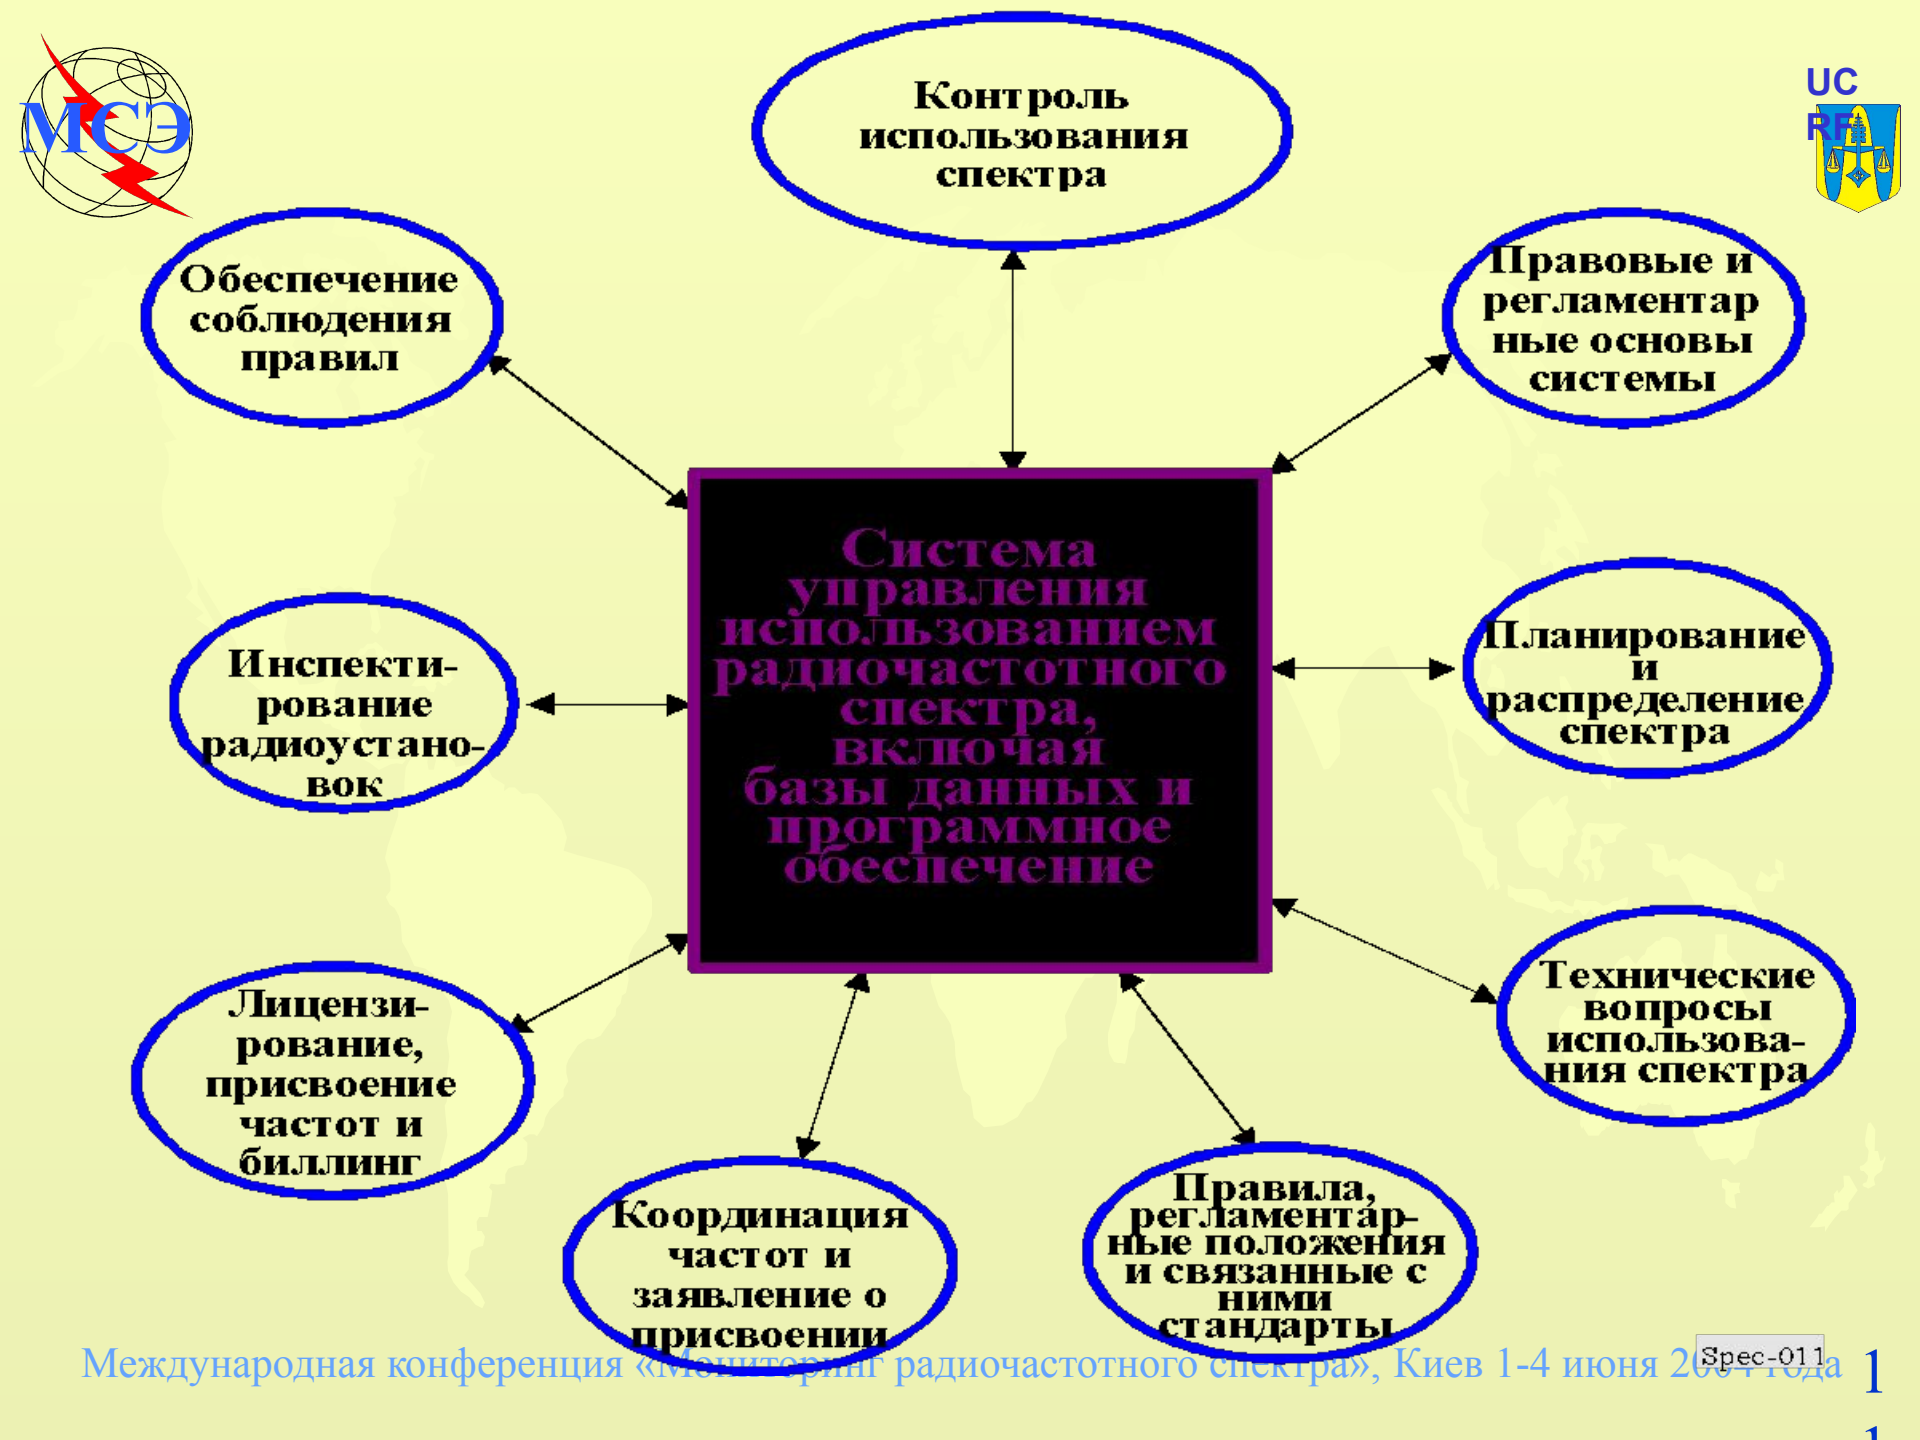 МСЭ
UC
RF
Контроль
использования
спектра
Обеспечение
соблюдения
правил
Правовые и
регламентар
ные основы
системы
Система
управления
использованием
радиочастотного
спектра,
включая
базы данных и
программное
обеспечение
Инспекти-
рование
радиоустано-
вок
Планирование
и
распределение
спектра
Технические
вопросы
использова-
ния спектра
Лицензи-
рование,
присвоение
частот и
биллинг
Координация
частот и
заявление о
присвоении
Правила,
регламентар-
ные положения
и связанные с
ними
стандарты
Spec-011
Международная конференция «Мониторинг радиочастотного спектра», Киев 1-4 июня 2004 года
1
1